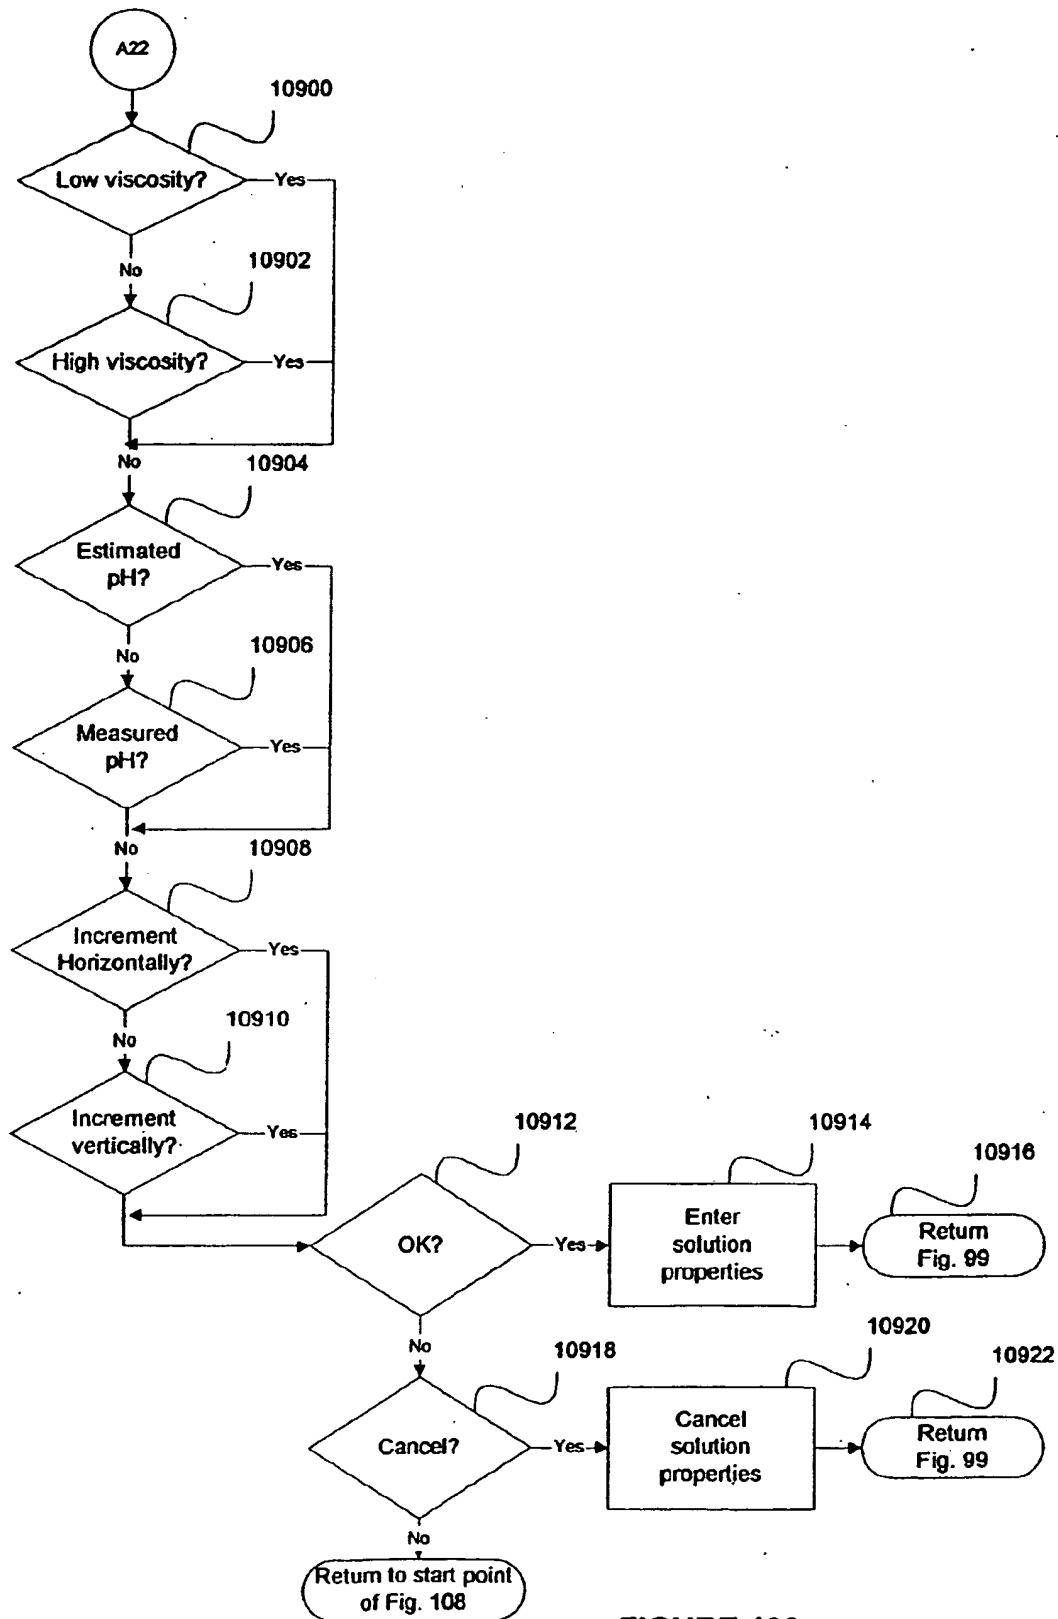 A22
10900
Low viscosity?
Yes
No
10902
High viscosity?
Yes
No
10904
Estimated
pH?
Yes
No
10906
Measured
pH?
Yes
No
10908
Increment
Horizontally?
Yes
No
10910
Increment
vertically?
Yes
10912
OK?
Yes
10914
Enter
solution
properties
10916
Return
Fig. 99
No
10918
Cancel?
Yes
10920
Cancel
solution
properties
10922
Return
Fig. 99
No
Return to start point
of Fig. 108